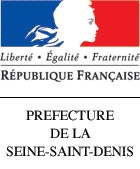 Liberté • Égalité • Fraternité
RÉPUBLIQUE FRANÇAISE
PREFECTURE
DE LA
SEINE-SAINT-DENIS